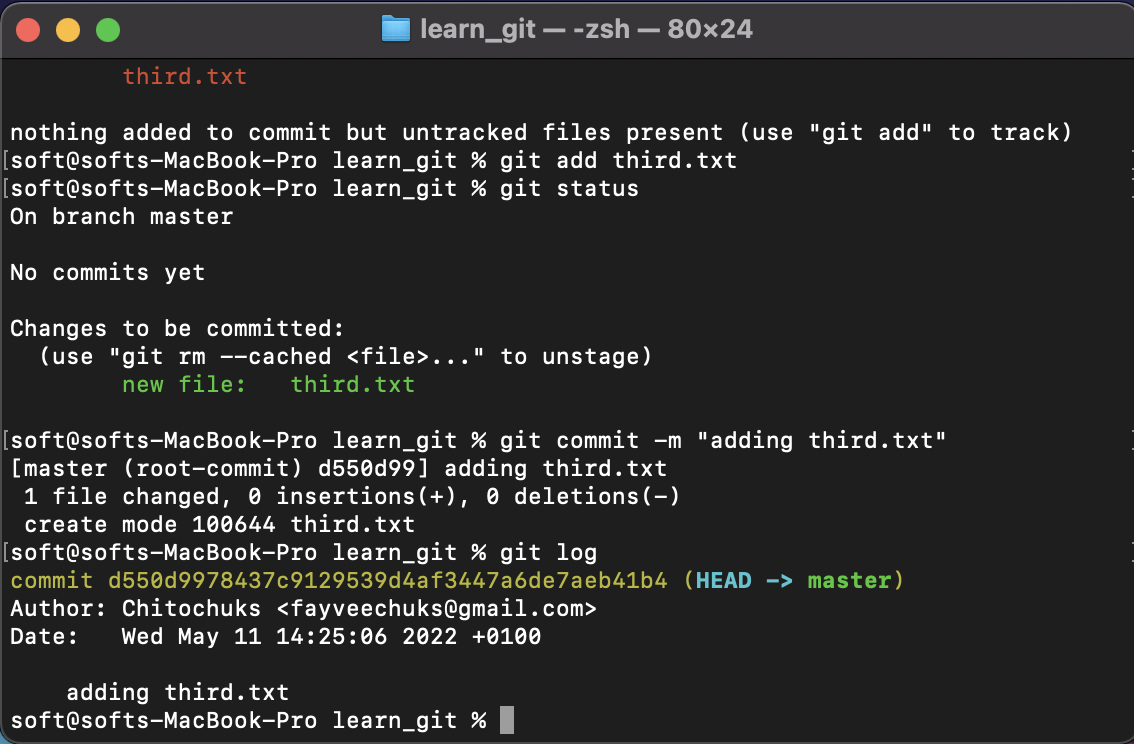 learn_git — -zsh — 80×24
third.txt
nothing added to commit but untracked files present (use "git add" to track)
[soft@softs-MacBook-Pro learn_git % git add third.txt
[soft@softs-MacBook-Pro learn_git % git status
On branch master
No commits yet
Changes to be committed:
  (use "git rm --cached <file>..." to unstage)
        new file:   third.txt
[soft@softs-MacBook-Pro learn_git % git commit -m "adding third.txt"
[master (root-commit) d550d99] adding third.txt
 1 file changed, 0 insertions(+), 0 deletions(-)
 create mode 100644 third.txt
[soft@softs-MacBook-Pro learn_git % git log
commit d550d9978437c9129539d4af3447a6de7aeb41b4 (HEAD -> master)
Author: Chitochuks <fayveechuks@gmail.com>
Date:   Wed May 11 14:25:06 2022 +0100
    adding third.txt
soft@softs-MacBook-Pro learn_git %